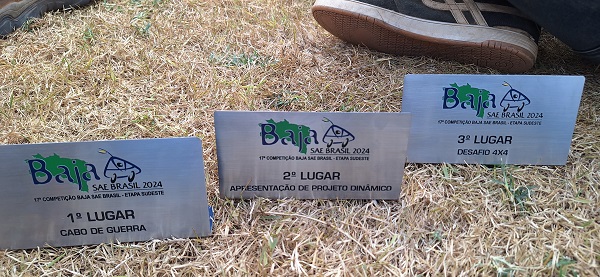 Baja
SAE BRASIL 2024
17ª COMPETIÇÃO BAJA SAE BRASIL - ETAPA SUDESTE
1º LUGAR
CABO DE GUERRA
Baja
SAE BRASIL 2024
17ª COMPETIÇÃO BAJA SAE BRASIL - ETAPA SUDESTE
2º LUGAR
APRESENTAÇÃO DE PROJETO DINÂMICO
Baja
SAE BRASIL 2024
17ª COMPETIÇÃO BAJA SAE BRASIL - ETAPA SUDESTE
3º LUGAR
DESAFIO 4X4